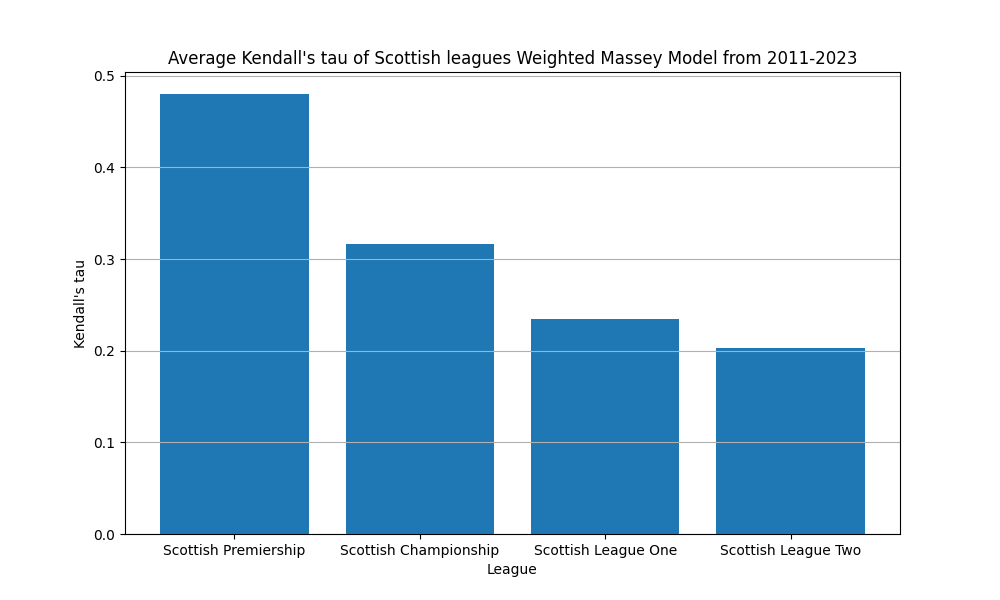 Average Kendall's tau of Scottish leagues Weighted Massey Model from 2011-2023
0.5
0.4
0.3
0.2
0.1
0.0
Kendall's tau
Scottish Premiership
Scottish Championship
Scottish League One
Scottish League Two
League